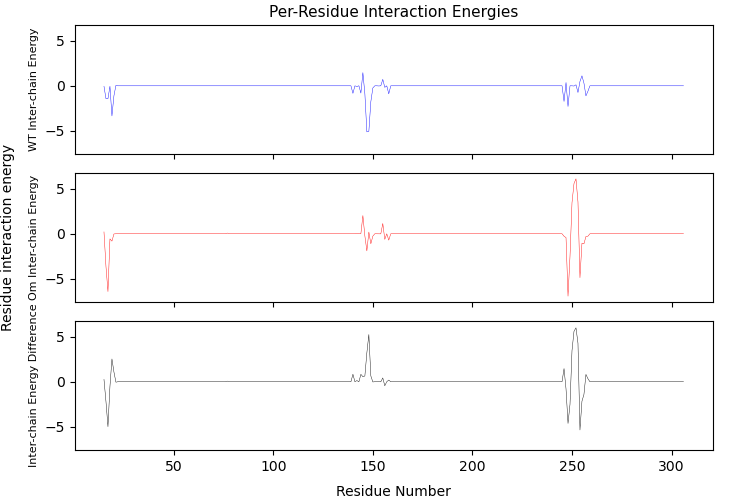 Per-Residue Interaction Energies
Residue interaction energy
WT Inter-chain Energy
5
0
−5
Om Inter-chain Energy
5
0
−5
Inter-chain Energy Difference
5
0
−5
50
100
150
200
250
300
Residue Number